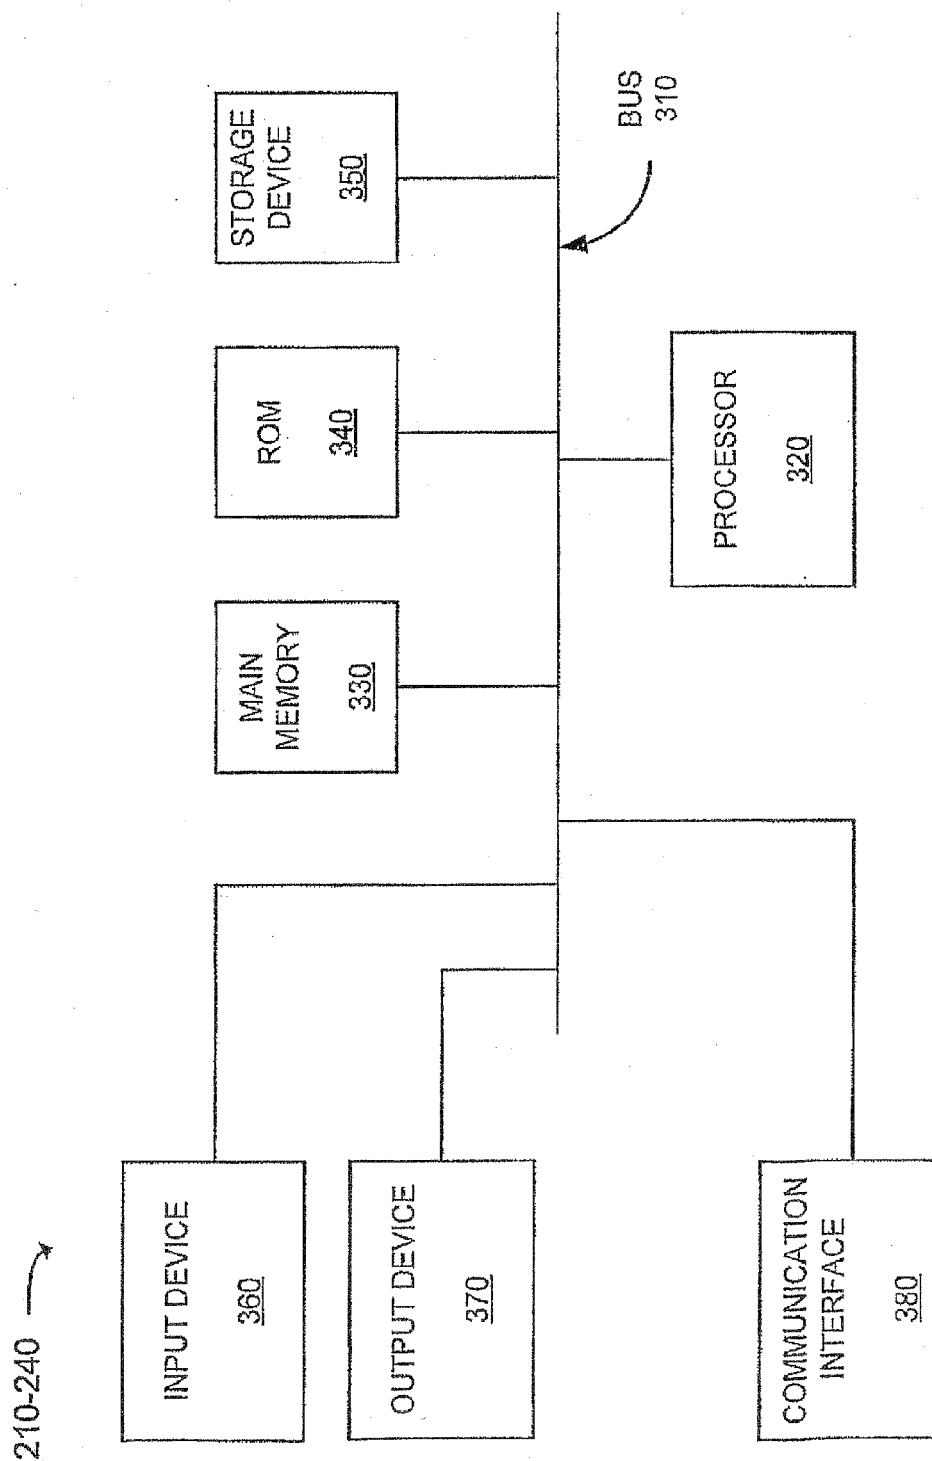 210-240
INPUT DEVICE
360
OUTPUT DEVICE
370
COMMUNICATION
INTERFACE
380
MAIN
MEMORY
330
ROM
340
STORAGE
DEVICE
350
PROCESSOR
320
BUS
310